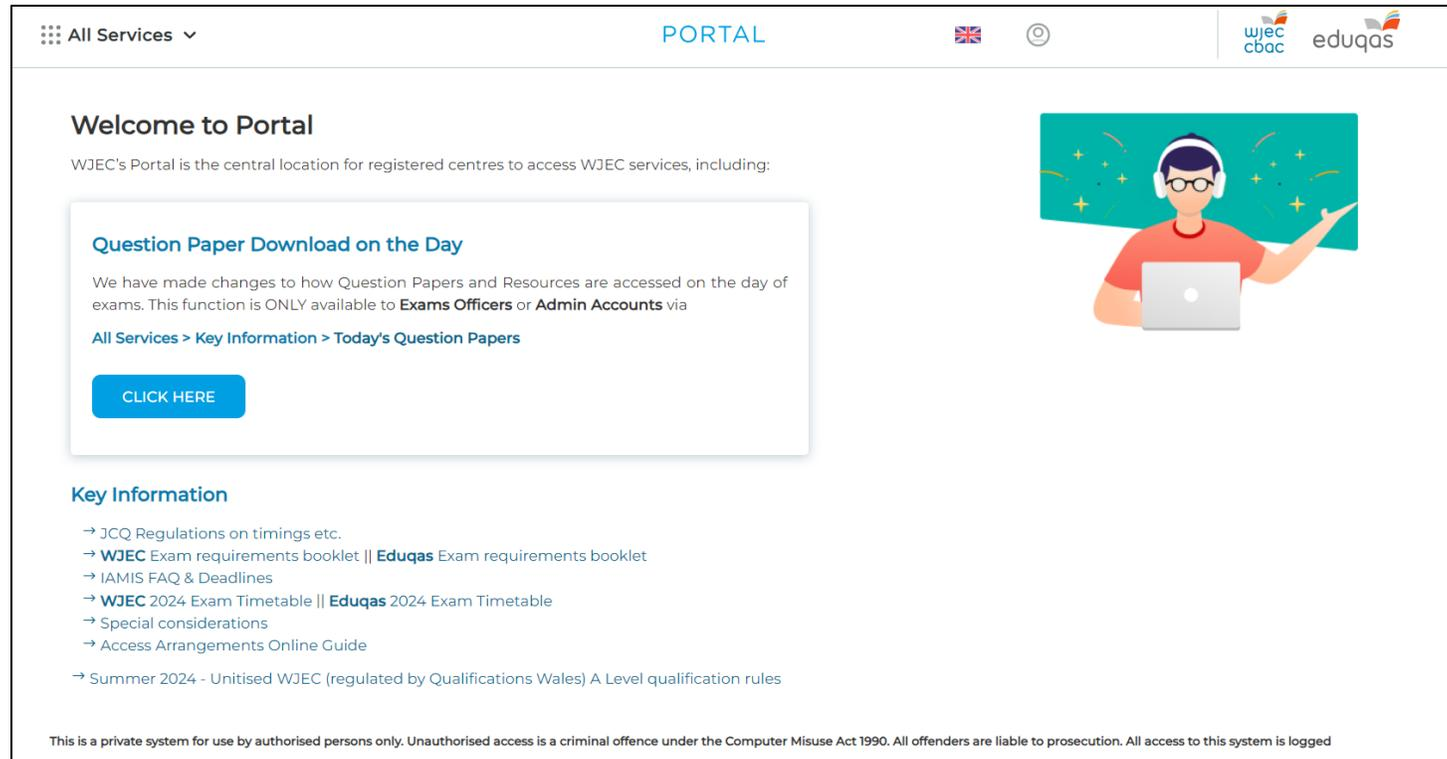 All Services
PORTAL
wjec
cbac
eduqas
Welcome to Portal
WJEC's Portal is the central location for registered centres to access WJEC services, including:
Question Paper Download on the Day
We have made changes to how Question Papers and Resources are accessed on the day of
exams. This function is ONLY available to Exams Officers or Admin Accounts via
All Services > Key Information > Today's Question Papers
CLICK HERE
Key Information
→ JCQ Regulations on timings etc.
→ WJEC Exam requirements booklet || Eduqas Exam requirements booklet
→ IAMIS FAQ & Deadlines
→ WJEC 2024 Exam Timetable || Eduqas 2024 Exam Timetable
→ Special considerations
→ Access Arrangements Online Guide
→ Summer 2024 - Unitised WJEC (regulated by Qualifications Wales) A Level qualification rules
This is a private system for use by authorised persons only. Unauthorised access is a criminal offence under the Computer Misuse Act 1990. All offenders are liable to prosecution. All access to this system is logged